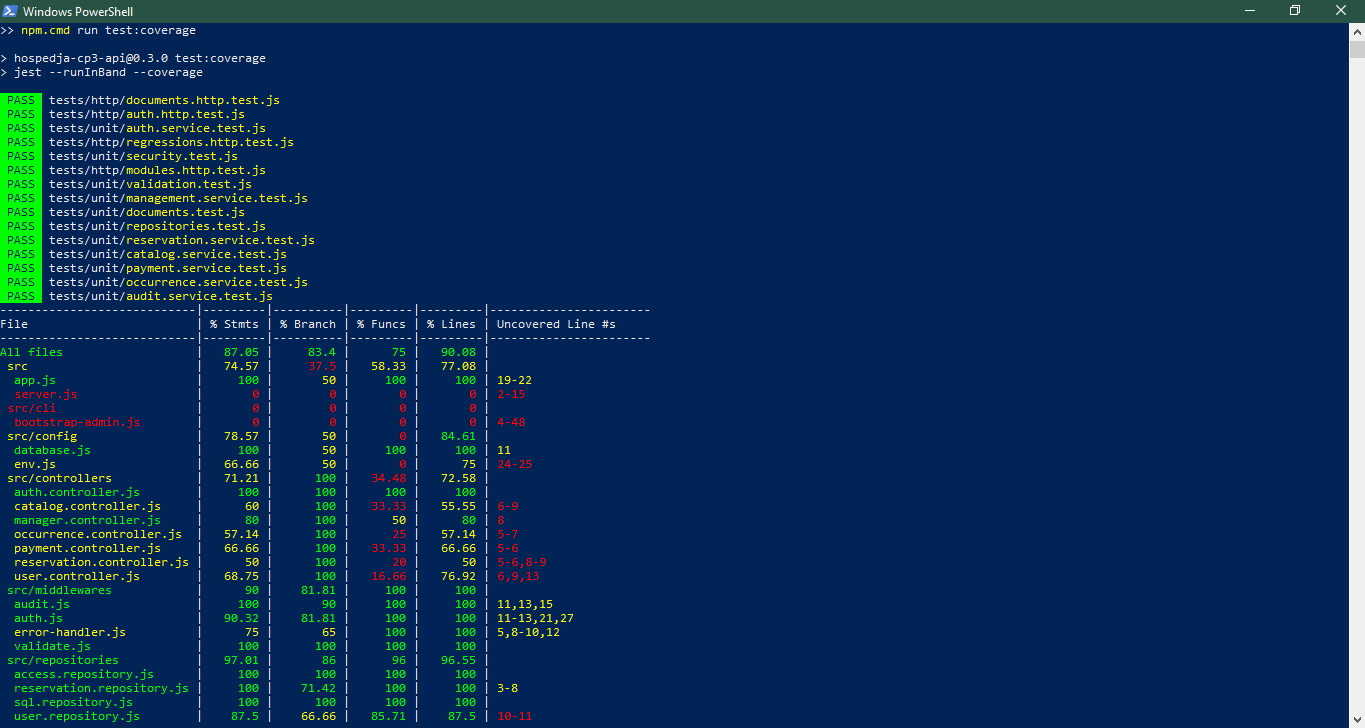 Windows PowerShell
>> npm.cmd run test:coverage
> hospedja-cp3-api@0.3.0 test:coverage
> jest --runInBand --coverage
PASS tests/http/documents.http.test.js
PASS tests/http/auth.http.test.js
PASS tests/unit/auth.service.test.js
PASS tests/http/regressions.http.test.js
PASS tests/unit/security.test.js
PASS tests/http/modules.http.test.js
PASS tests/unit/validation.test.js
PASS tests/unit/management.service.test.js
PASS tests/unit/documents.test.js
PASS tests/unit/repositories.test.js
PASS tests/unit/reservation.service.test.js
PASS tests/unit/catalog.service.test.js
PASS tests/unit/payment.service.test.js
PASS tests/unit/occurrence.service.test.js
PASS tests/unit/audit.service.test.js
----------------------------|---------|----------|---------|---------|-----------------------
File                        | % Stmts | % Branch | % Funcs | % Lines | Uncovered Line #s
----------------------------|---------|----------|---------|---------|-----------------------
All files                   |   87.05 |     83.4 |      75 |   90.08 |
 src                        |   74.57 |     37.5 |   58.33 |   77.08 |
  app.js                    |     100 |       50 |     100 |     100 | 19-22
  server.js                 |       0 |        0 |       0 |       0 | 2-15
 src/cli                    |       0 |        0 |       0 |       0 |
  bootstrap-admin.js        |       0 |        0 |       0 |       0 | 4-48
 src/config                 |   78.57 |       50 |       0 |   84.61 |
  database.js               |     100 |       50 |     100 |     100 | 11
  env.js                    |   66.66 |       50 |       0 |      75 | 24-25
 src/controllers            |   71.21 |      100 |   34.48 |   72.58 |
  auth.controller.js        |     100 |      100 |     100 |     100 |
  catalog.controller.js     |      60 |      100 |   33.33 |   55.55 | 6-9
  manager.controller.js     |      80 |      100 |      50 |      80 | 8
  occurrence.controller.js  |   57.14 |      100 |      25 |   57.14 | 5-7
  payment.controller.js     |   66.66 |      100 |   33.33 |   66.66 | 5-6
  reservation.controller.js |      50 |      100 |      20 |      50 | 5-6,8-9
  user.controller.js        |   68.75 |      100 |   16.66 |   76.92 | 6,9,13
 src/middlewares            |      90 |    81.81 |     100 |     100 |
  audit.js                  |     100 |       90 |     100 |     100 | 11,13,15
  auth.js                   |   90.32 |    81.81 |     100 |     100 | 11-13,21,27
  error-handler.js          |      75 |       65 |     100 |     100 | 5,8-10,12
  validate.js               |     100 |      100 |     100 |     100 |
 src/repositories           |   97.01 |       86 |      96 |   96.55 |
  access.repository.js      |     100 |      100 |     100 |     100 |
  reservation.repository.js |     100 |    71.42 |     100 |     100 | 3-8
  sql.repository.js         |     100 |      100 |     100 |     100 |
  user.repository.js        |    87.5 |    66.66 |   85.71 |    87.5 | 10-11